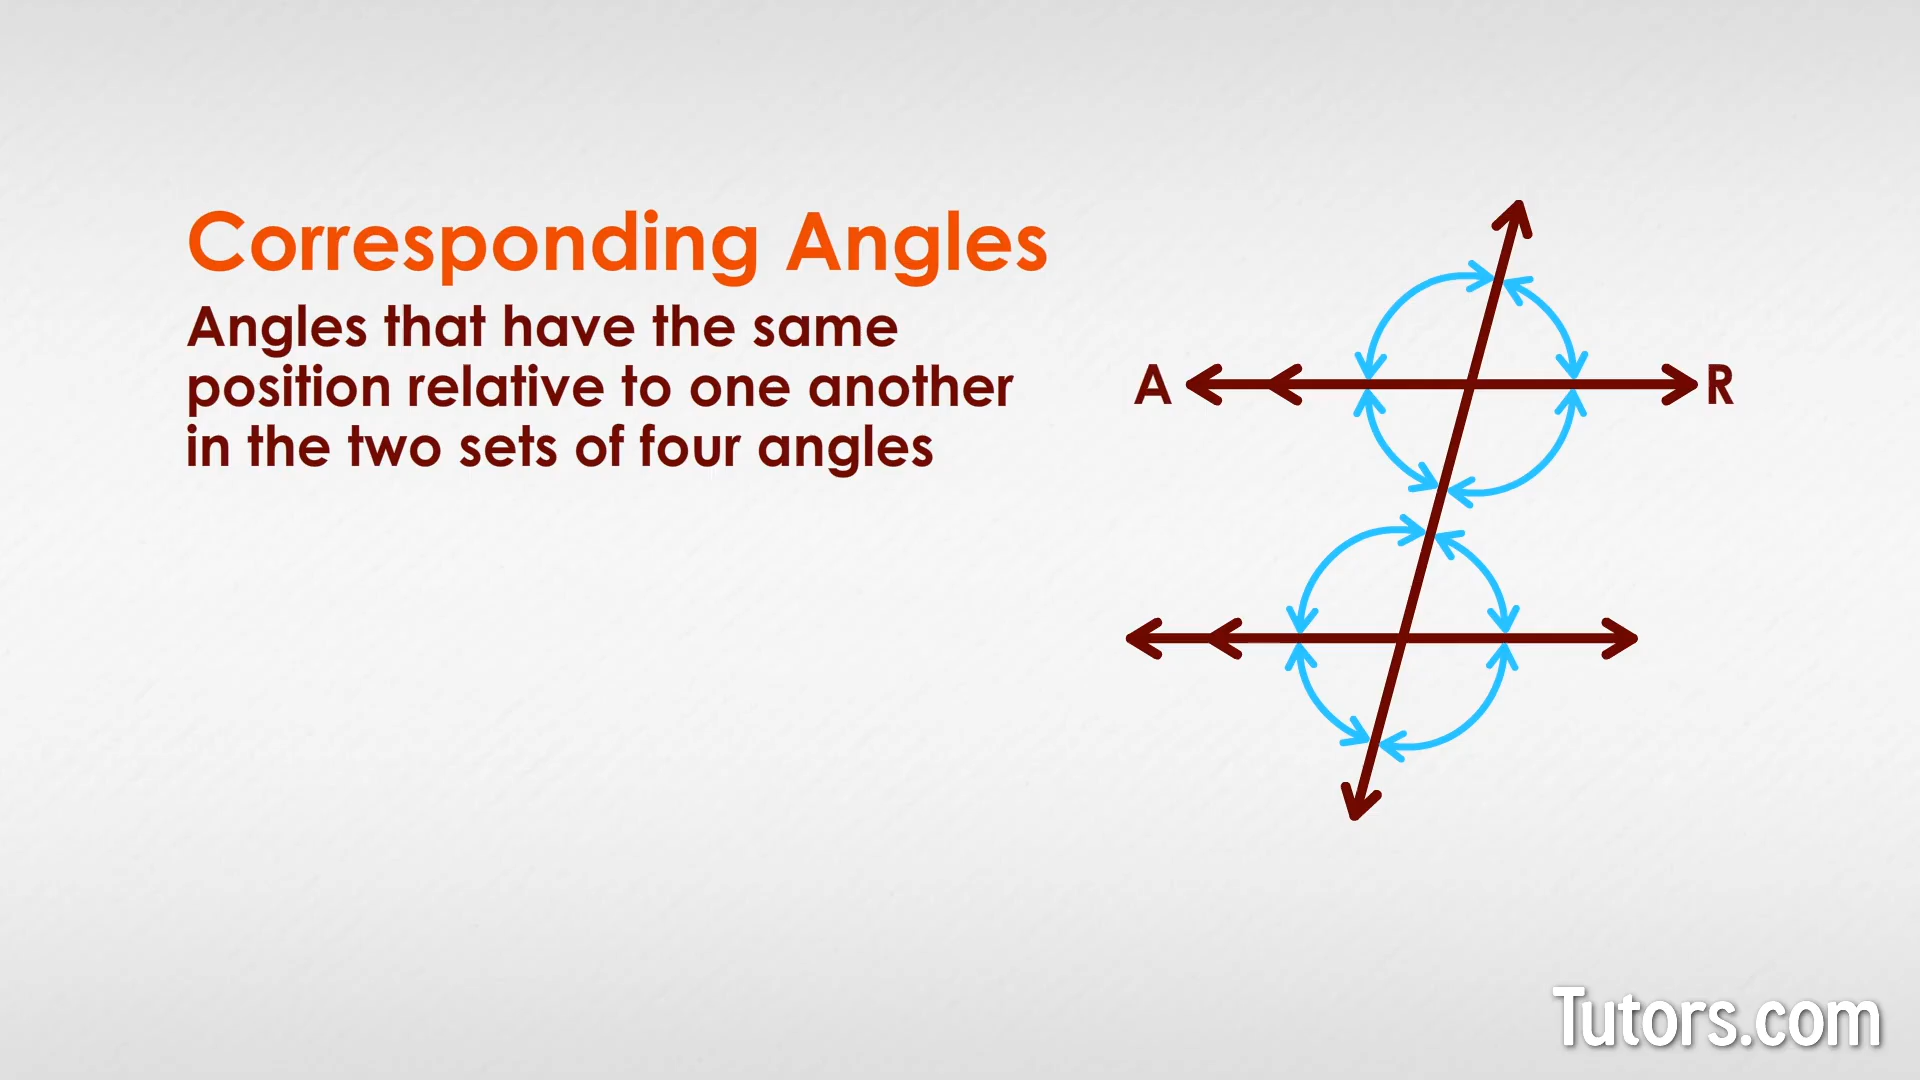 Corresponding Angles
Angles that have the same
position relative to one another
in the two sets of four angles
A
R
Tutors.com